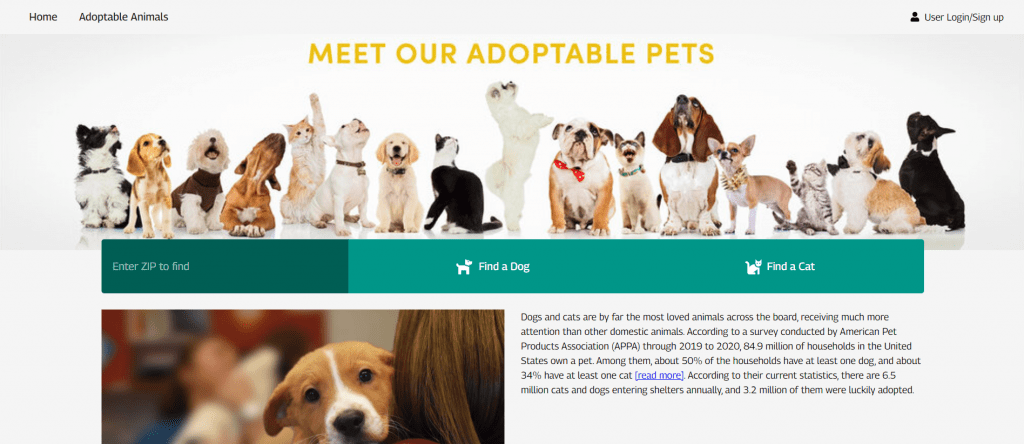 Home Adoptable Animals User Login/Sign up
MEET OUR ADOPTABLE PETS
Enter ZIP to find Find a Dog Find a Cat
Dogs and cats are by far the most loved animals across the board, receiving much more
attention than other domestic animals. According to a survey conducted by American Pet
Products Association (APPA) through 2019 to 2020, 84.9 million of households in the United
States own a pet. Among them, about 50% of the households have at least one dog, and about
34% have at least one cat [read more]. According to their current statistics, there are 6.5
million cats and dogs entering shelters annually, and 3.2 million of them were luckily adopted.